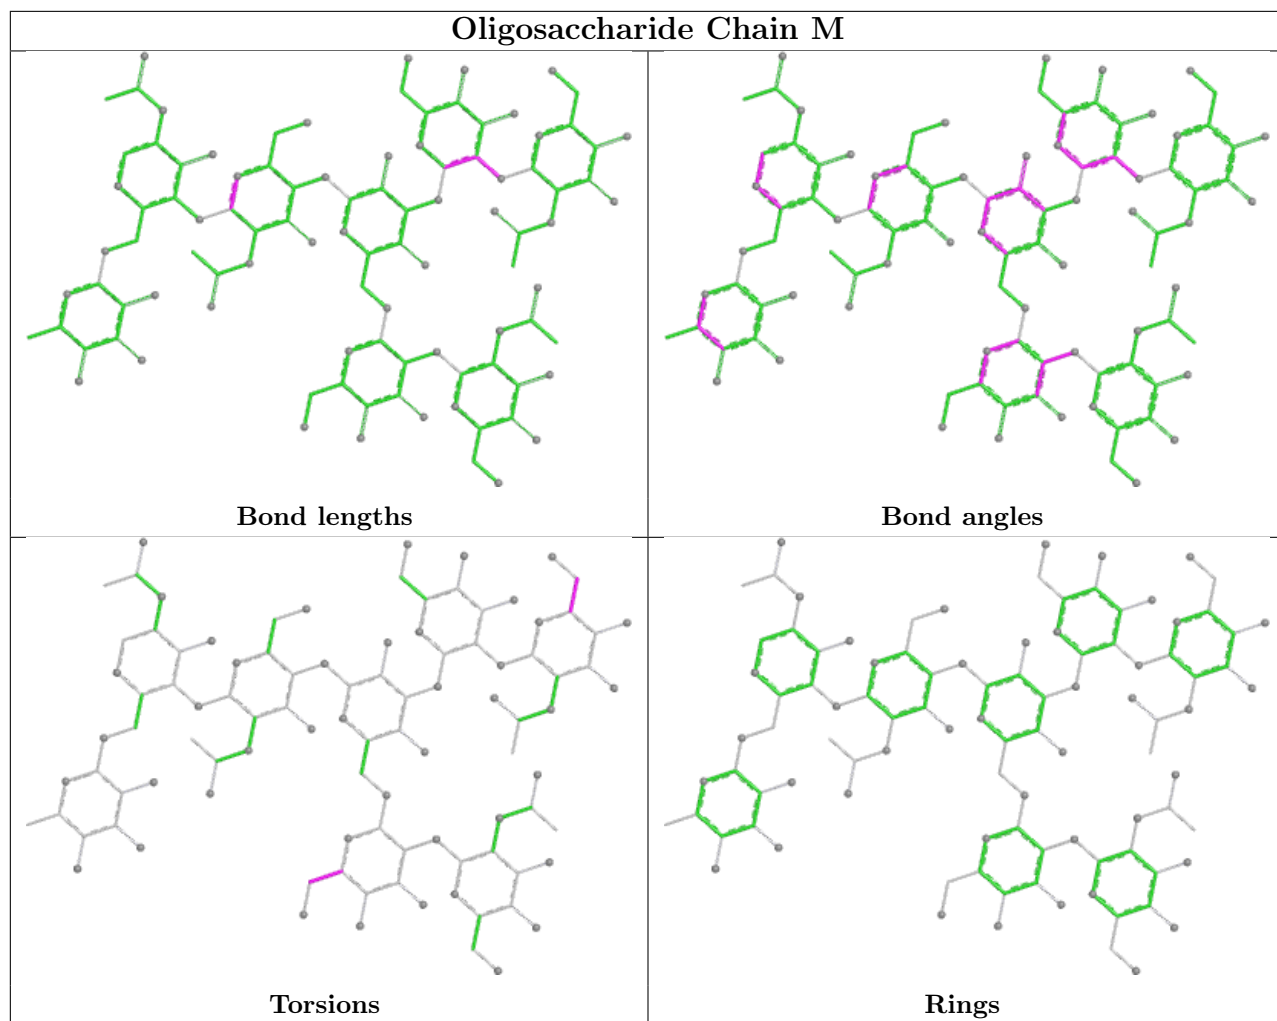 Oligosaccharide Chain M
Bond lengths
Bond angles
Torsions
Rings